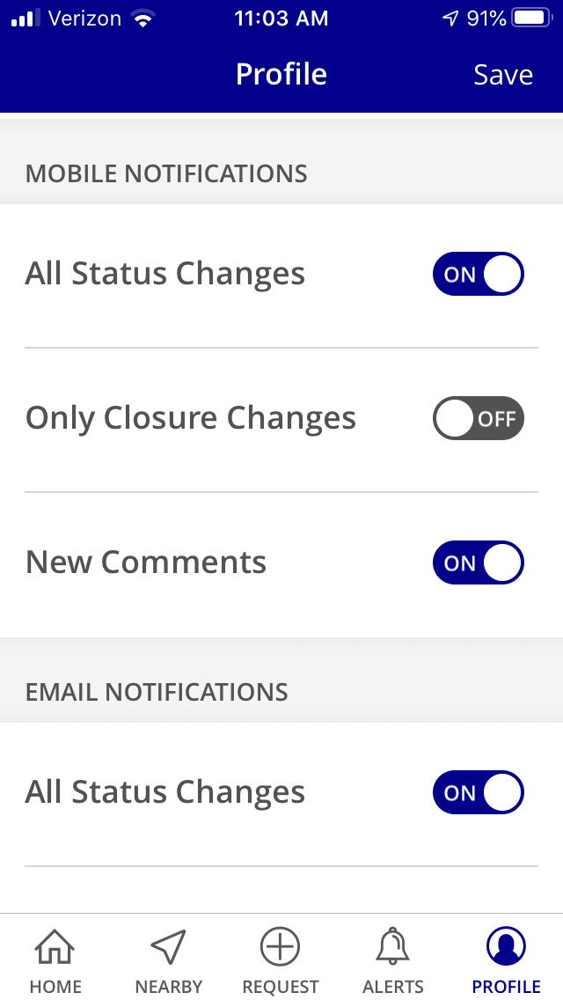 Verizon 11:03 AM 91%
Profile Save
MOBILE NOTIFICATIONS
All Status Changes ON
Only Closure Changes OFF
New Comments ON
EMAIL NOTIFICATIONS
All Status Changes ON
HOME NEARBY REQUEST ALERTS PROFILE